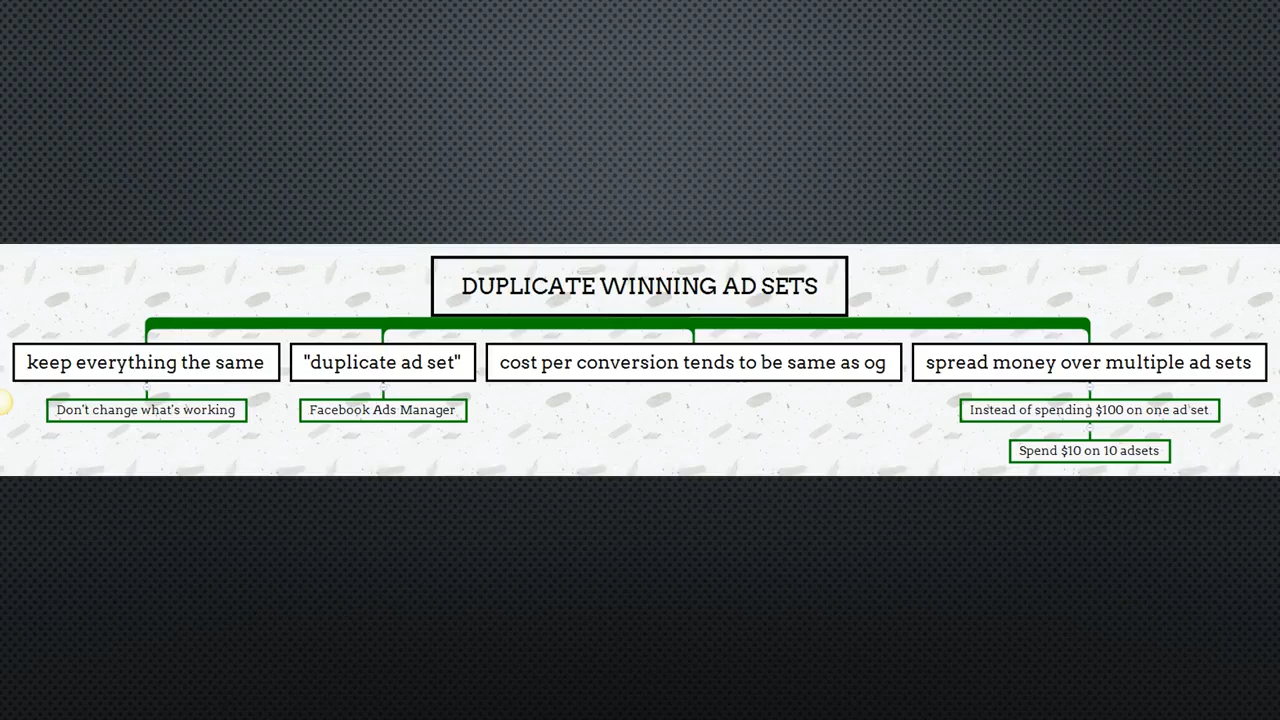 DUPLICATE WINNING AD SETS
keep everything the same
"duplicate ad set"
cost per conversion tends to be same as og
spread money over multiple ad sets
Don't change what's working
Facebook Ads Manager
Instead of spending $100 on one ad set
Spend $10 on 10 adsets